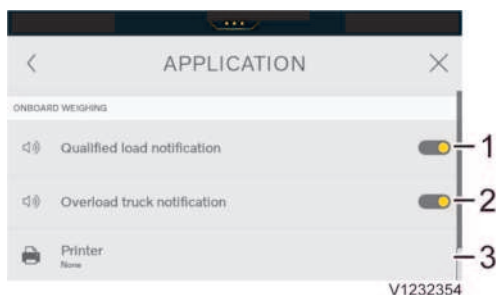 APPLICATION
ONBOARD WEIGHING
Qualified load notification 1
Overload truck notification 2
Printer 3
None
V1232354